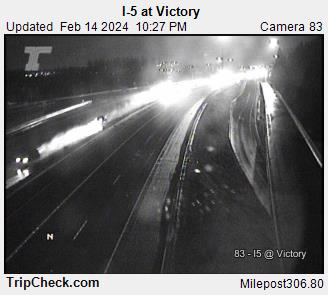 I-5 at Victory
Updated Feb 14 2024 10:27 PM Camera 83
T
N
83 - I5 @ Victory
TripCheck.com Milepost306.80